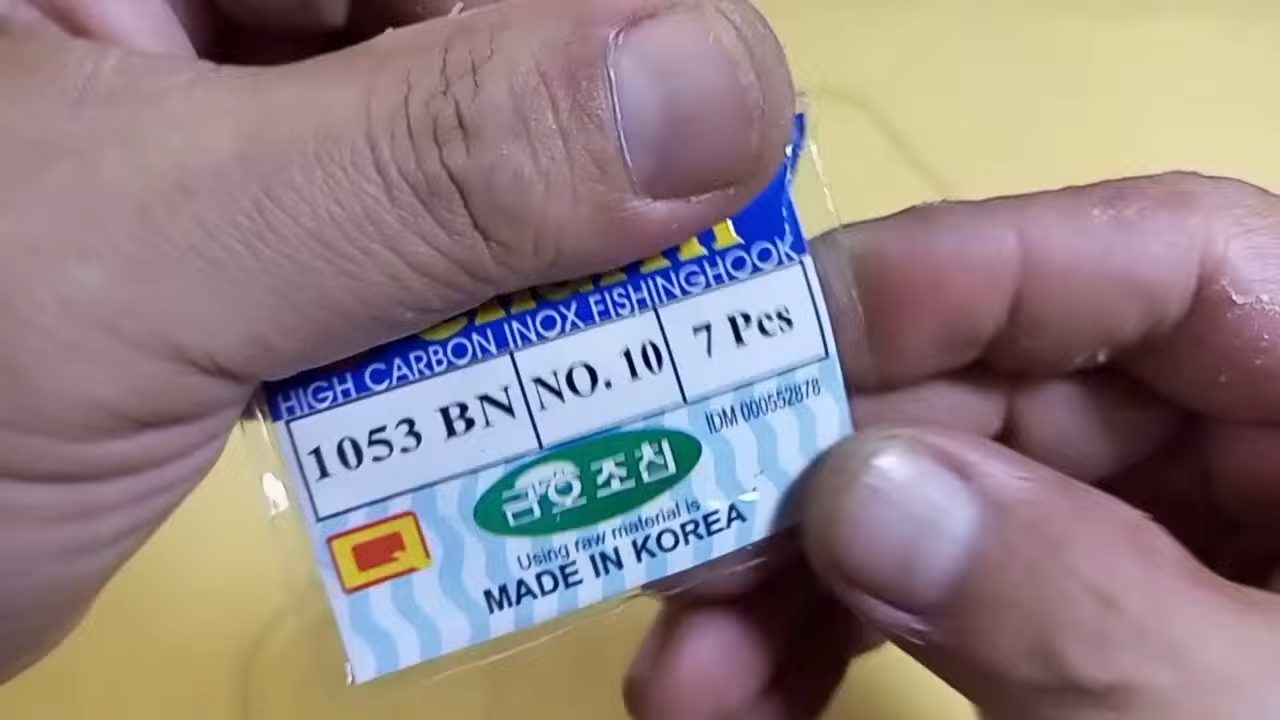 HIGH CARBON INOX FISHINGHOOK
1053 BN NO. 10 7 Pcs
IDM 000552878
금호조침
Using raw material is
MADE IN KOREA